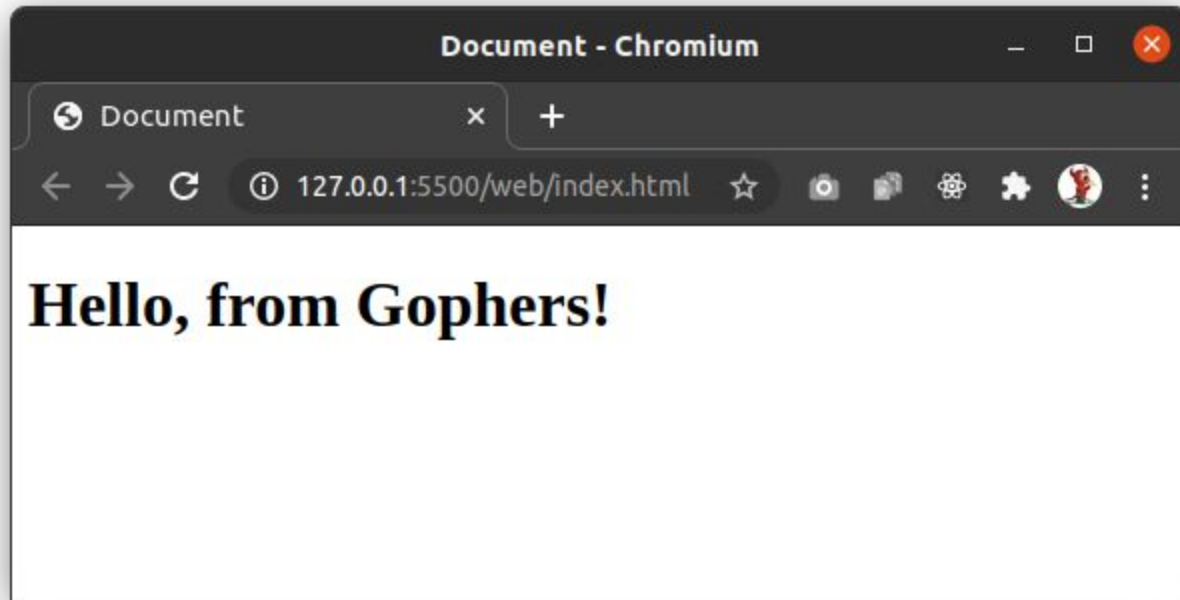 Document - Chromium
Document
127.0.0.1:5500/web/index.html
Hello, from Gophers!